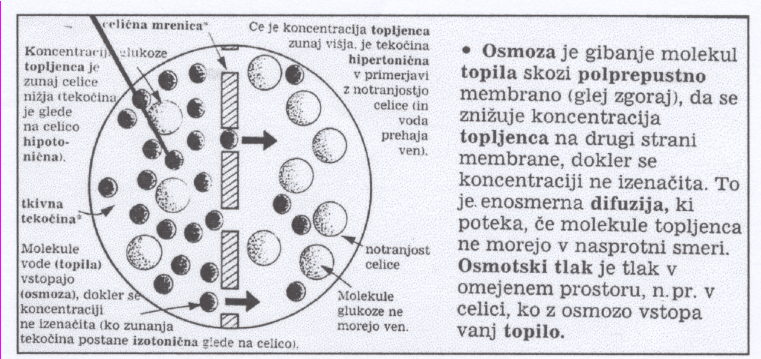 celična mrenica*
Koncentracija glukoze
topljenca je
zunaj celice
nižja (tekočina
je glede
na celico
hipoto-
nična).
Če je koncentracija topljenca
zunaj višja, je tekočina
hipertonična
v primerjavi
z notranjostjo
celice (in
voda
prehaja
ven).
tkivna
tekočina*
Molekule
vode (topila)
vstopajo
(osmoza), dokler se
koncentraciji
ne izenačita (ko zunanja
tekočina postane izotonična glede na celico).
notranjost
celice
Molekule
glukoze ne
morejo ven.
• Osmoza je gibanje molekul
topila skozi polprepustno
membrano (glej zgoraj), da se
znižuje koncentracija
topljenca na drugi strani
membrane, dokler se
koncentraciji ne izenačita. To
je enosmerna difuzija, ki
poteka, če molekule topljenca
ne morejo v nasprotni smeri.
Osmotski tlak je tlak v
omejenem prostoru, n.pr. v
celici, ko z osmozo vstopa
vanj topilo.